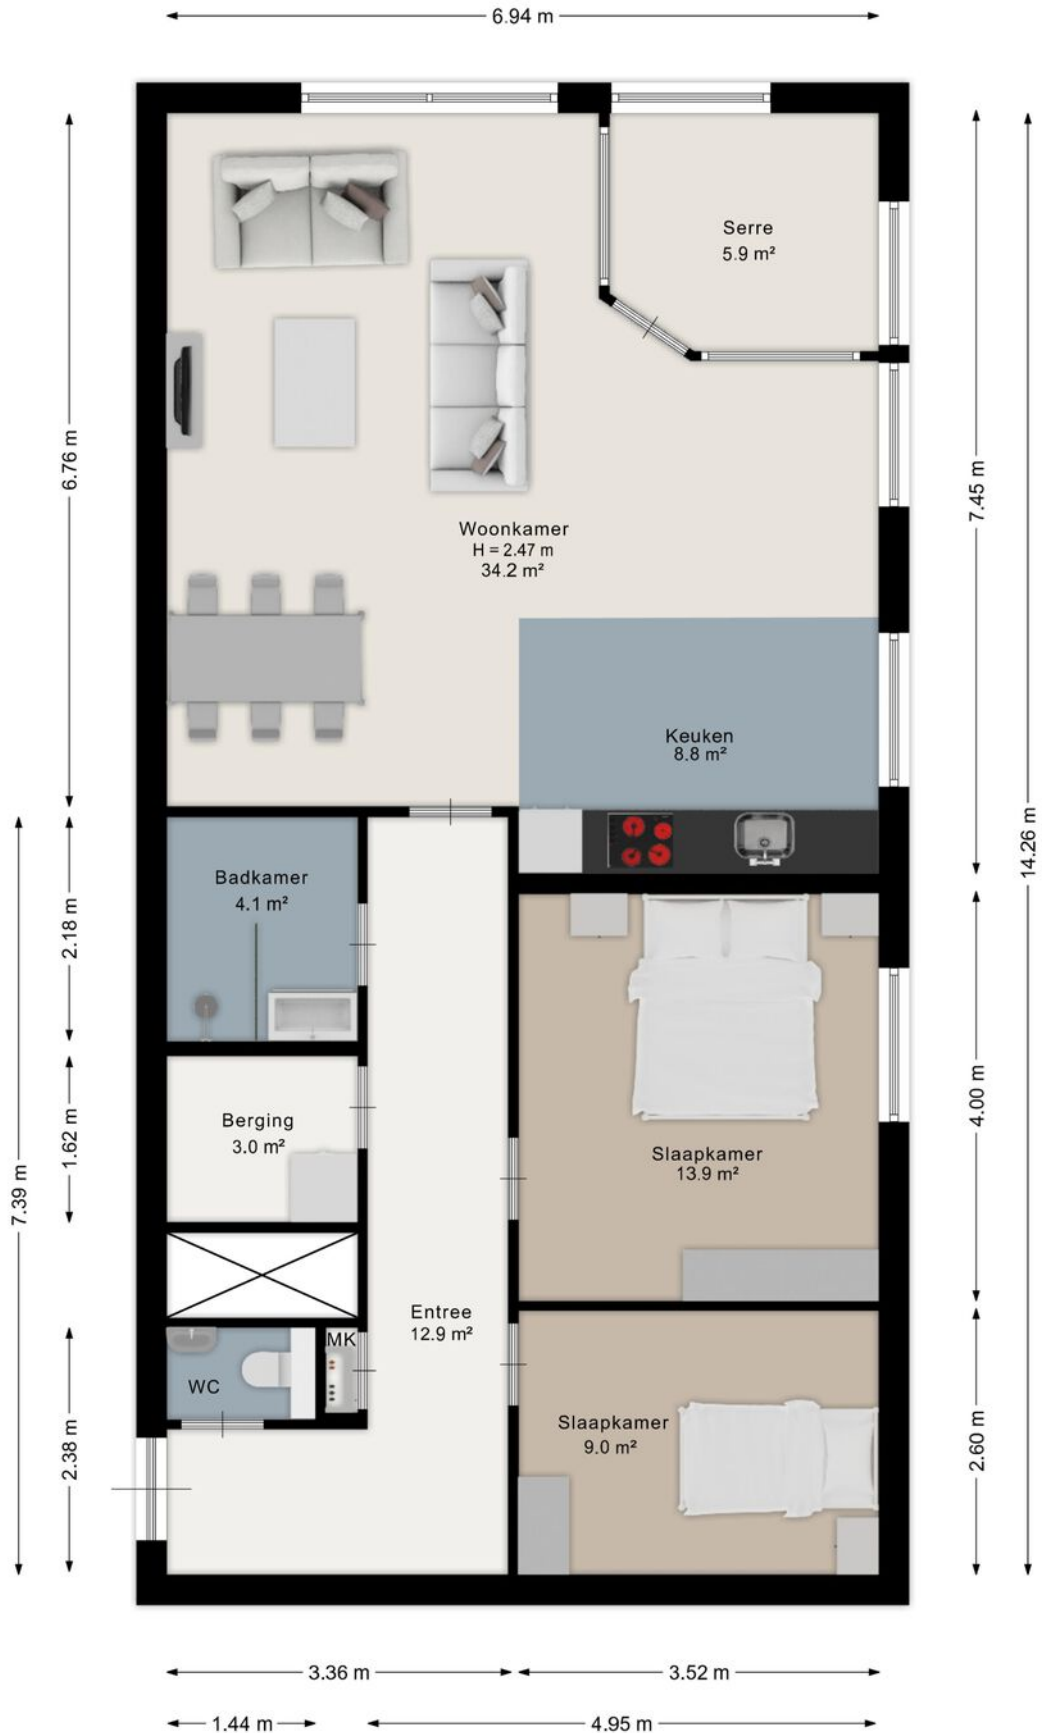 6.94 m
Serre
5.9 m²
6.76 m
7.45 m
Woonkamer
H = 2.47 m
34.2 m²
Keuken
8.8 m²
14.26 m
Badkamer
4.1 m²
2.18 m
4.00 m
Berging
3.0 m²
1.62 m
Slaapkamer
13.9 m²
7.39 m
Entree
12.9 m²
MK
WC
Slaapkamer
9.0 m²
2.38 m
2.60 m
3.36 m
3.52 m
1.44 m
4.95 m